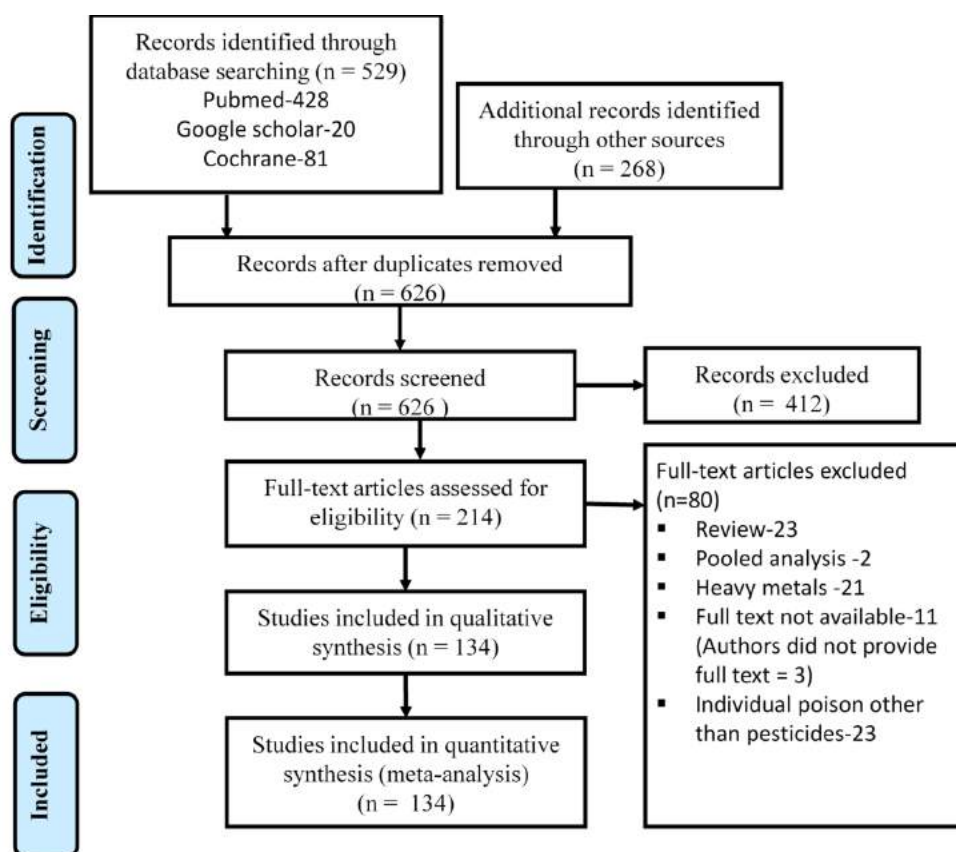 Records identified through
database searching (n = 529)
Pubmed-428
Google scholar-20
Cochrane-81
Additional records identified
through other sources
(n = 268)
Identification
Records after duplicates removed
(n = 626)
Screening
Records screened
(n = 626 )
Records excluded
(n = 412)
Eligibility
Full-text articles assessed for
eligibility (n = 214)
Full-text articles excluded
(n=80)
▪ Review-23
▪ Pooled analysis -2
▪ Heavy metals -21
▪ Full text not available-11
(Authors did not provide
full text = 3)
▪ Individual poison other
than pesticides-23
Studies included in qualitative
synthesis (n = 134)
Included
Studies included in quantitative
synthesis (meta-analysis)
(n = 134)